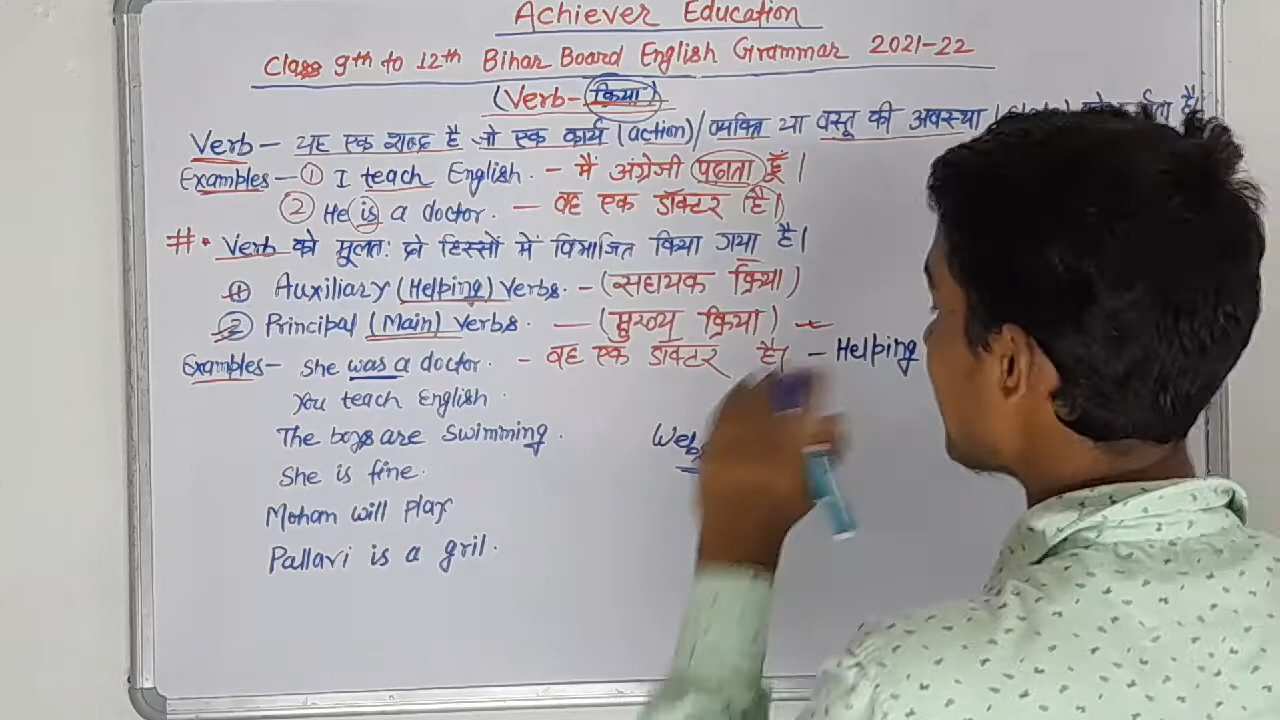 Achiever Education
Class 9th to 12th Bihar Board English Grammar 2021-22
(Verb - क्रिया)
Verb - यह एक शब्द है जो एक कार्य (action) / व्यक्ति या वस्तू की अवस्था है।
Examples - ① I teach English. - मैं अंग्रेजी पढाता हूँ।
② He is a doctor. - वह एक डॉक्टर है।
# • Verb को मूलत: दो हिस्सों में विभाजित किया गया है।
① Auxiliary (Helping) Verbs. - (सहायक क्रिया)
② Principal (Main) Verbs. - (मुख्य क्रिया) -
Examples - She was a doctor. - वह एक डॉक्टर है। - Helping
You teach English.
The boys are swimming.
She is fine.
Mohan will play
Pallavi is a gril.